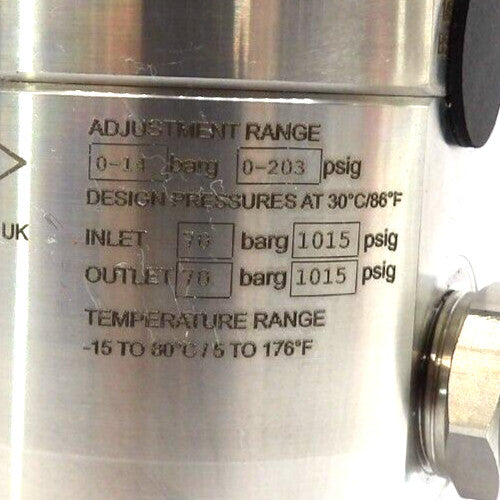 ADJUSTMENT RANGE
0-14 barg 0-203 psig
DESIGN PRESSURES AT 30°C/86°F
UK
INLET 70 barg 1015 psig
OUTLET 70 barg 1015 psig
TEMPERATURE RANGE
-15 TO 80°C / 5 TO 176°F